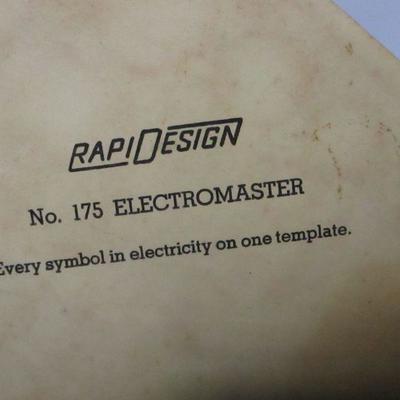 RAPIDESIGN
No. 175 ELECTROMASTER
Every symbol in electricity on one template.